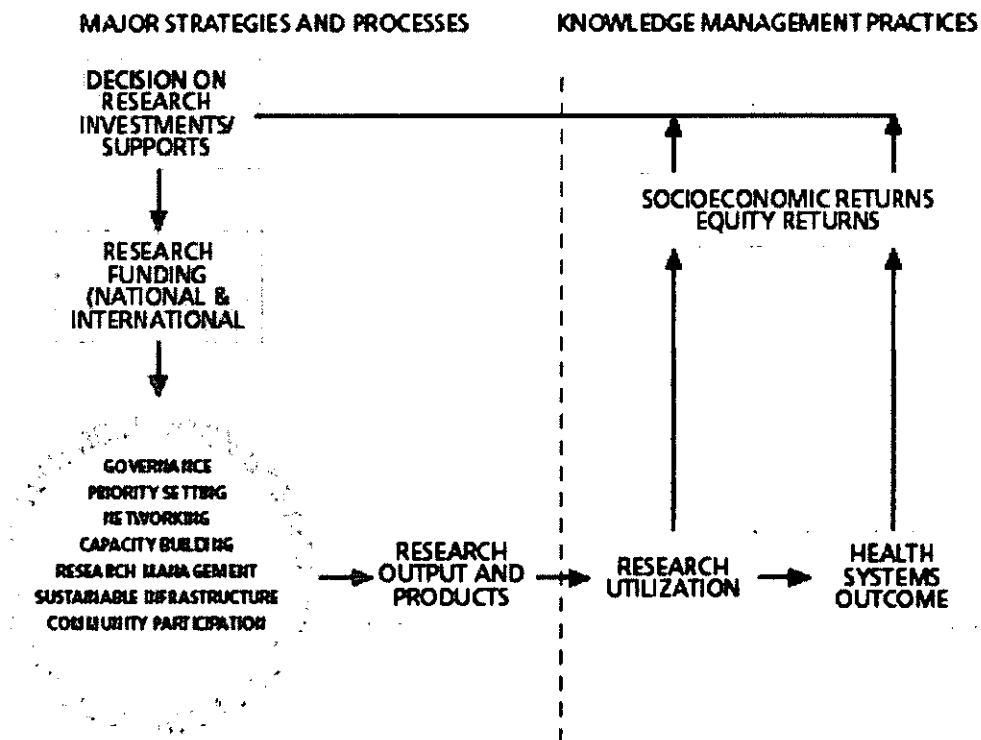 MAJOR STRATEGIES AND PROCESSES
KNOWLEDGE MANAGEMENT PRACTICES
DECISION ON
RESEARCH
INVESTMENTS/
SUPPORTS
SOCIOECONOMIC RETURNS
EQUITY RETURNS
RESEARCH
FUNDING
(NATIONAL &
INTERNATIONAL
GOVERNANCE
PRIORITY SETTING
NETWORKING
CAPACITY BUILDING
RESEARCH MANAGEMENT
SUSTAINABLE INFRASTRUCTURE
COMMUNITY PARTICIPATION
RESEARCH
OUTPUT AND
PRODUCTS
RESEARCH
UTILIZATION
HEALTH
SYSTEMS
OUTCOME